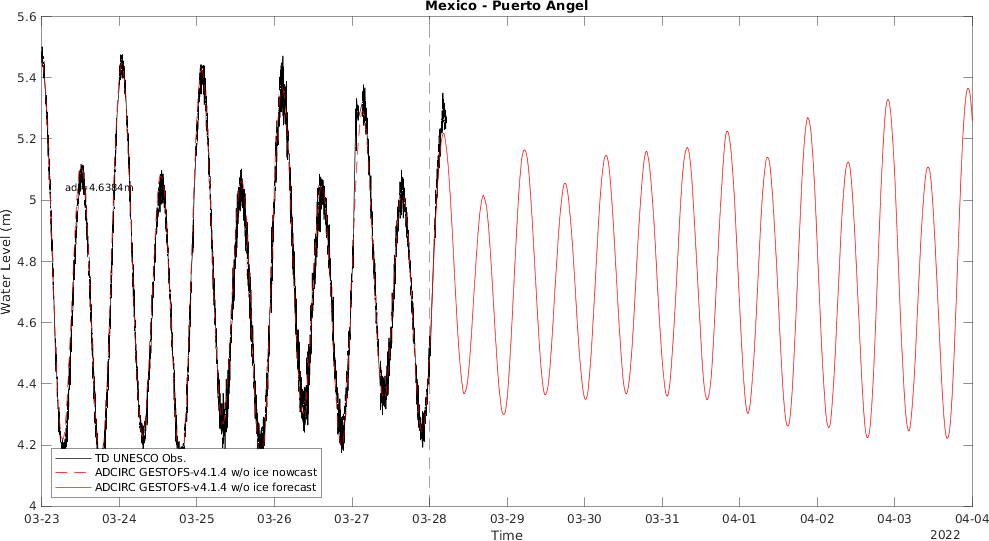 Mexico - Puerto Angel
5.6
5.4
5.2
5
4.8
4.6
4.4
4.2
4
Water Level (m)
adj=4.6384m
TD UNESCO Obs.
ADCIRC GESTOFS-v4.1.4 w/o ice nowcast
ADCIRC GESTOFS-v4.1.4 w/o ice forecast
03-23 03-24 03-25 03-26 03-27 03-28 03-29 03-30 03-31 04-01 04-02 04-03 04-04
Time
2022